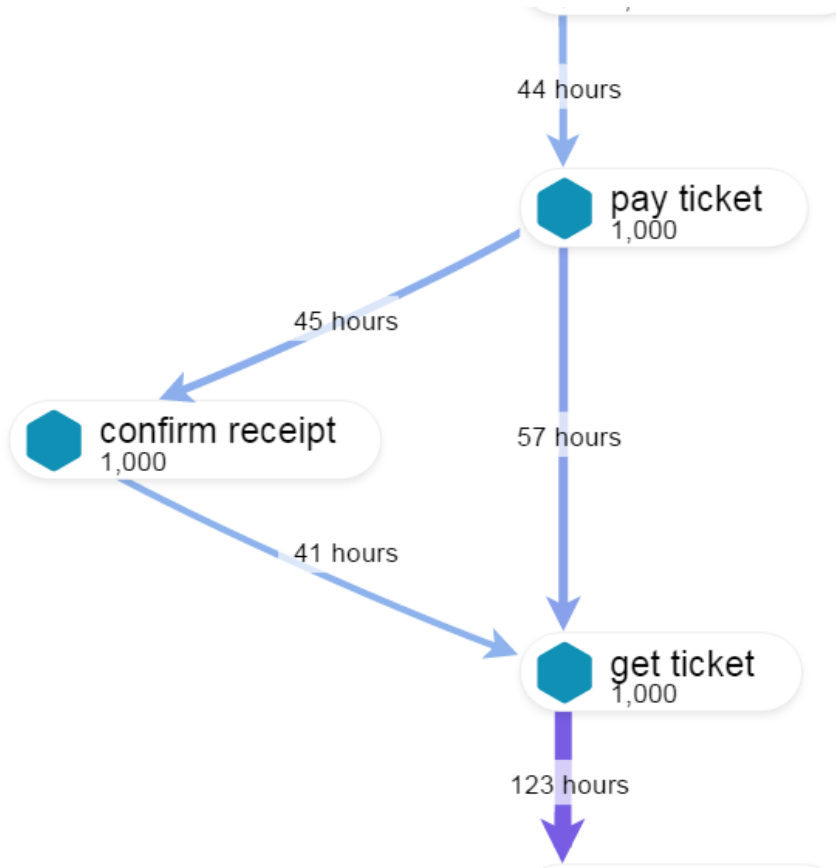 44 hours
pay ticket
1,000
45 hours
confirm receipt
1,000
57 hours
41 hours
get ticket
1,000
123 hours